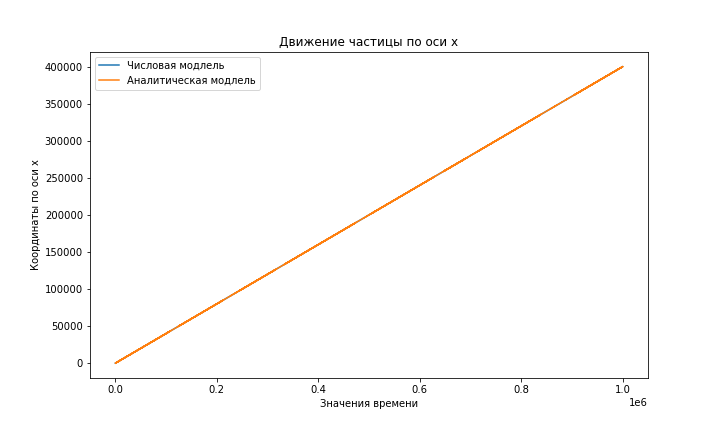 Движение частицы по оси x
Числовая модлель
Аналитическая модлель
Координаты по оси x
400000
350000
300000
250000
200000
150000
100000
50000
0
0.0 0.2 0.4 0.6 0.8 1.0
1e6
Значения времени